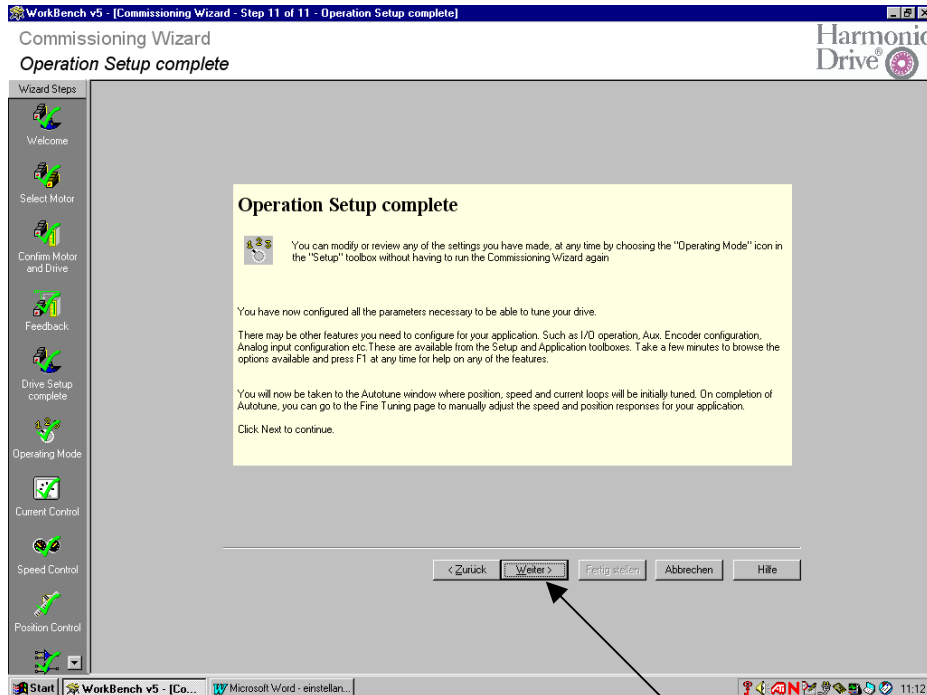 WorkBench v5 - [Commissioning Wizard - Step 11 of 11 - Operation Setup complete]
Commissioning Wizard
Operation Setup complete
Harmonic
Drive®
Wizard Steps
Welcome
Select Motor
Confirm Motor
and Drive
Feedback
Drive Setup
complete
Operating Mode
Current Control
Speed Control
Position Control
Operation Setup complete
1 2 3
You can modify or review any of the settings you have made, at any time by choosing the "Operating Mode" icon in
the "Setup" toolbox without having to run the Commissioning Wizard again
You have now configured all the parameters necessary to be able to tune your drive.
There may be other features you need to configure for your application. Such as I/O operation, Aux. Encoder configuration,
Analog input configuration etc.These are available from the Setup and Application toolboxes. Take a few minutes to browse the
options available and press F1 at any time for help on any of the features.
You will now be taken to the Autotune window where position, speed and current loops will be initially tuned. On completion of
Autotune, you can go to the Fine Tuning page to manually adjust the speed and position responses for your application.
Click Next to continue.
< Zurück
Weiter >
Fertig stellen
Abbrechen
Hilfe
Start
WorkBench v5 - [Co...
Microsoft Word - einstellan...
11:12